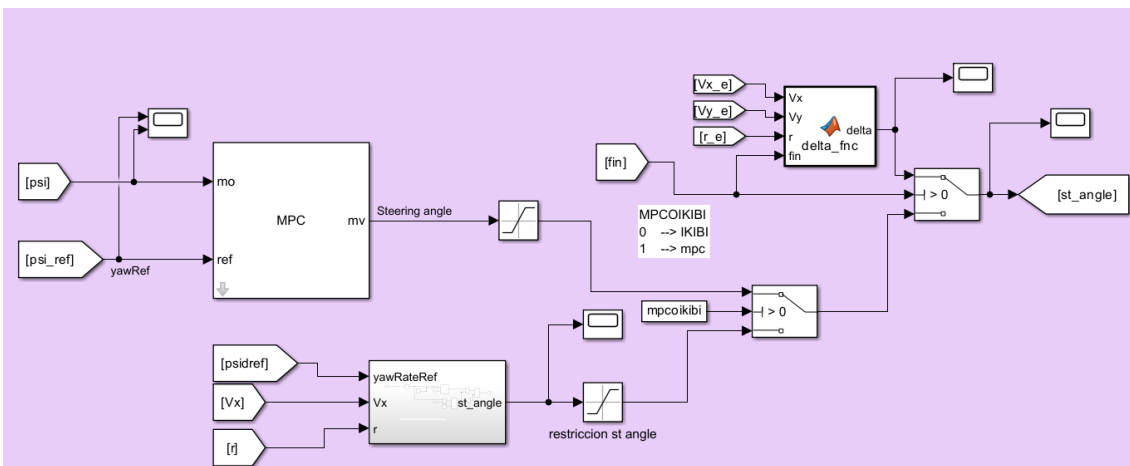 [Vx_e]
[Vy_e]
[r_e]
Vx
Vy
r
fin
delta
delta_fnc
[fin]
> 0
[st_angle]
[psi]
[psi_ref]
yawRef
mo
ref
MPC
mv
Steering angle
MPCOIKIBI
0 --> IKIBI
1 --> mpc
mpcoikibi
> 0
[psidref]
[Vx]
[r]
yawRateRef
Vx
r
st_angle
restriccion st angle